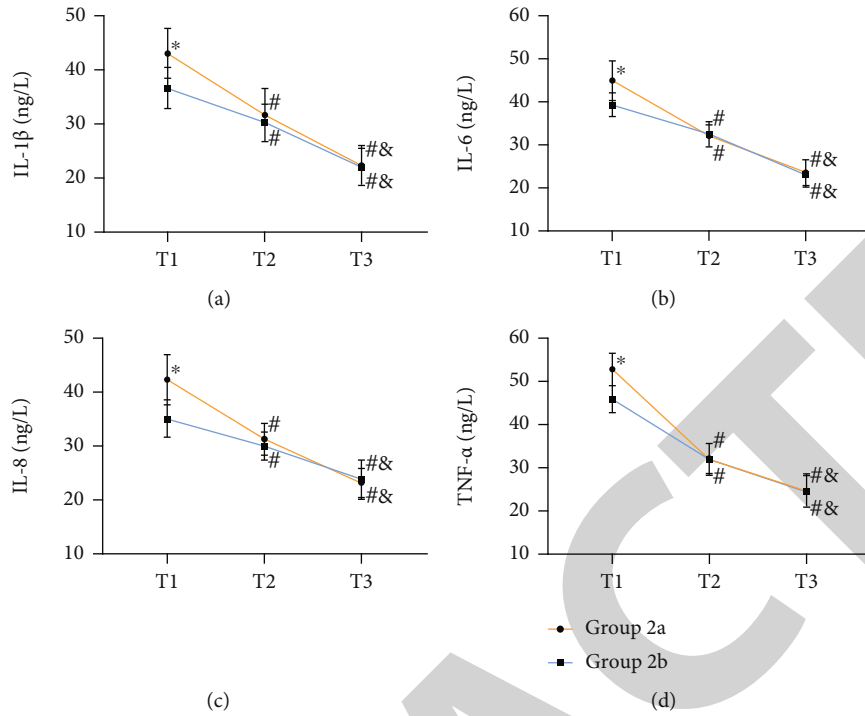 50
40
30
20
10
IL-1β (ng/L)
*
#
#
#&
#&
T1 T2 T3
(a)
60
50
40
30
20
10
IL-6 (ng/L)
*
#
#
#&
#&
T1 T2 T3
(b)
50
40
30
20
10
IL-8 (ng/L)
*
#
#
#&
#&
T1 T2 T3
(c)
60
50
40
30
20
10
TNF-α (ng/L)
*
#
#
#&
#&
T1 T2 T3
Group 2a
Group 2b
(d)
ACT